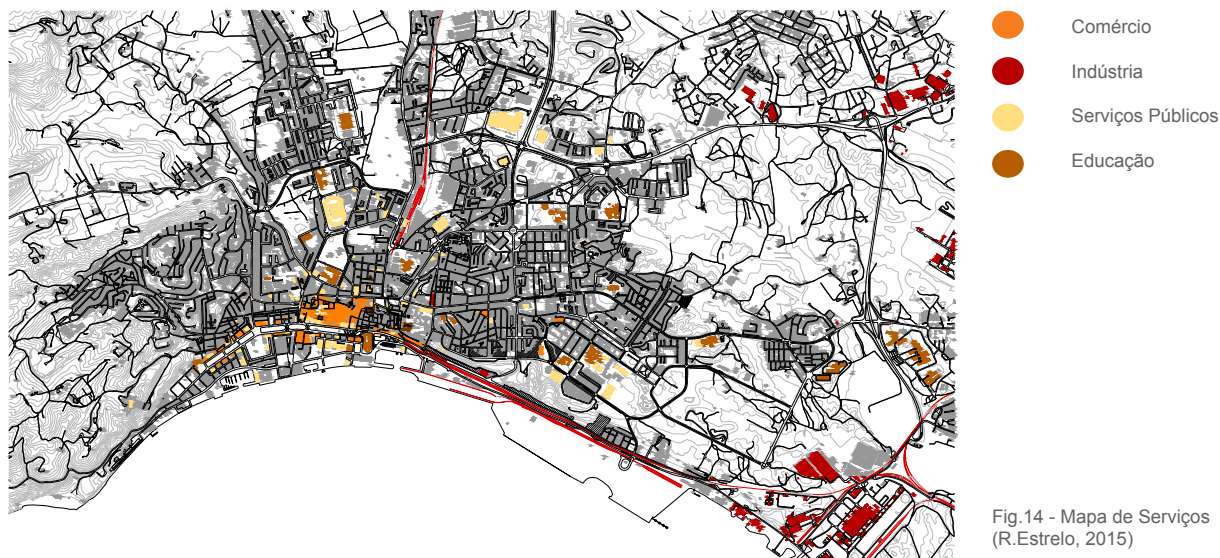 Comércio
Indústria
Serviços Públicos
Educação
Fig.14 - Mapa de Serviços
(R.Estrelo, 2015)